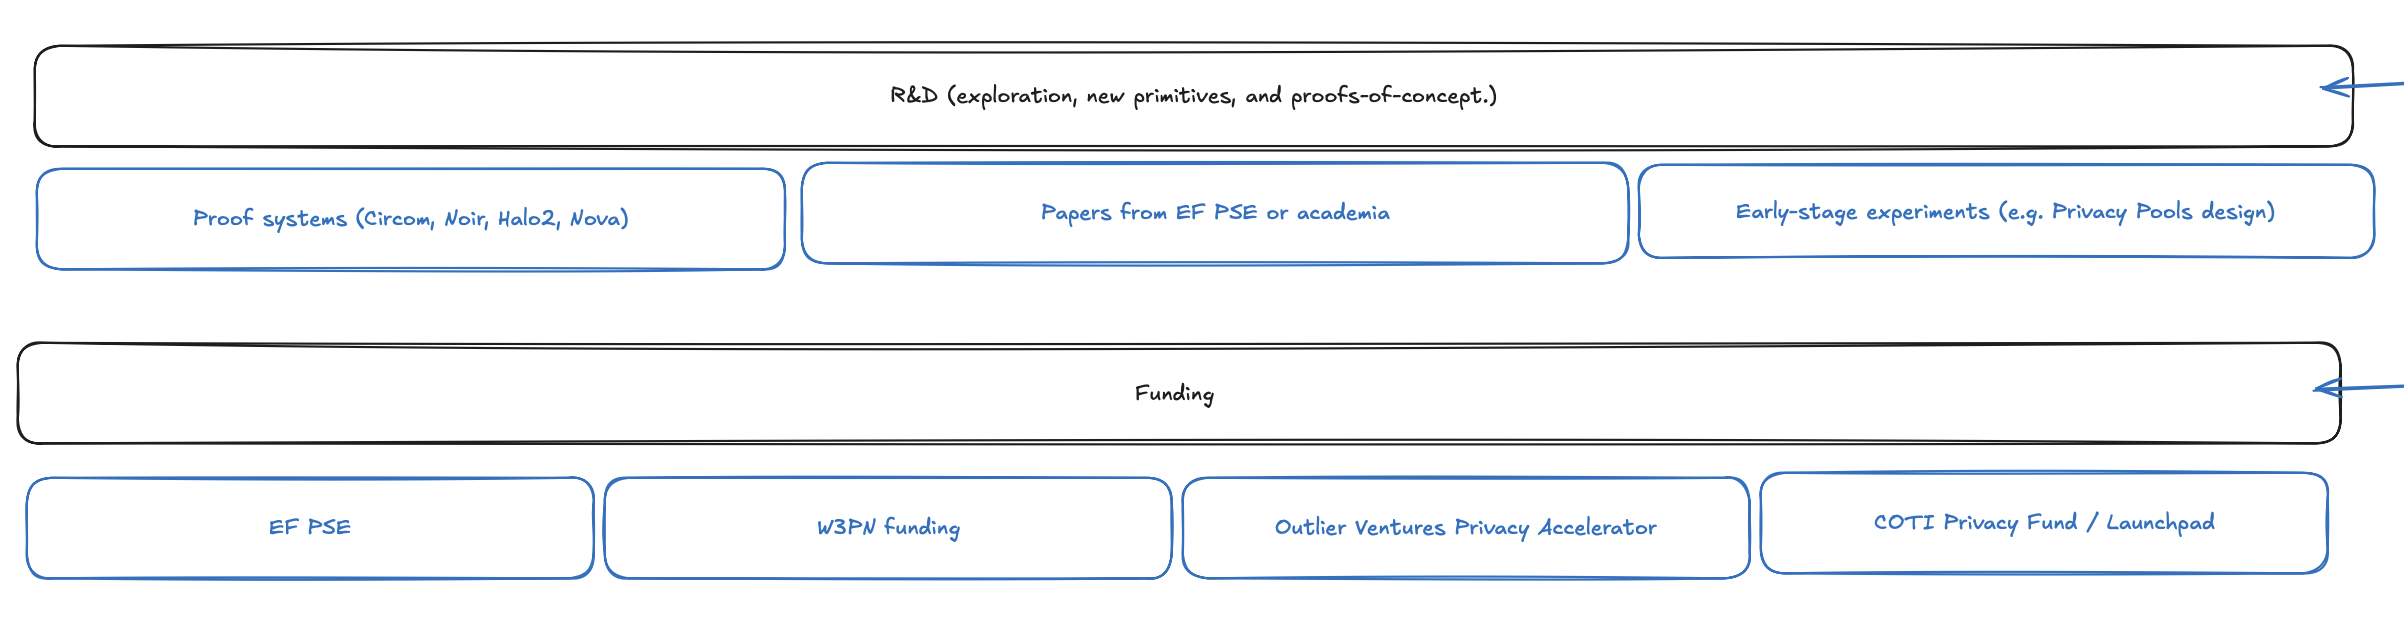 R&D (exploration, new primitives, and proofs-of-concept.)
Proof systems (Circom, Noir, Halo2, Nova)
Papers from EF PSE or academia
Early-stage experiments (e.g. Privacy Pools design)
Funding
EF PSE
W3PN funding
Outlier Ventures Privacy Accelerator
COTI Privacy Fund / Launchpad